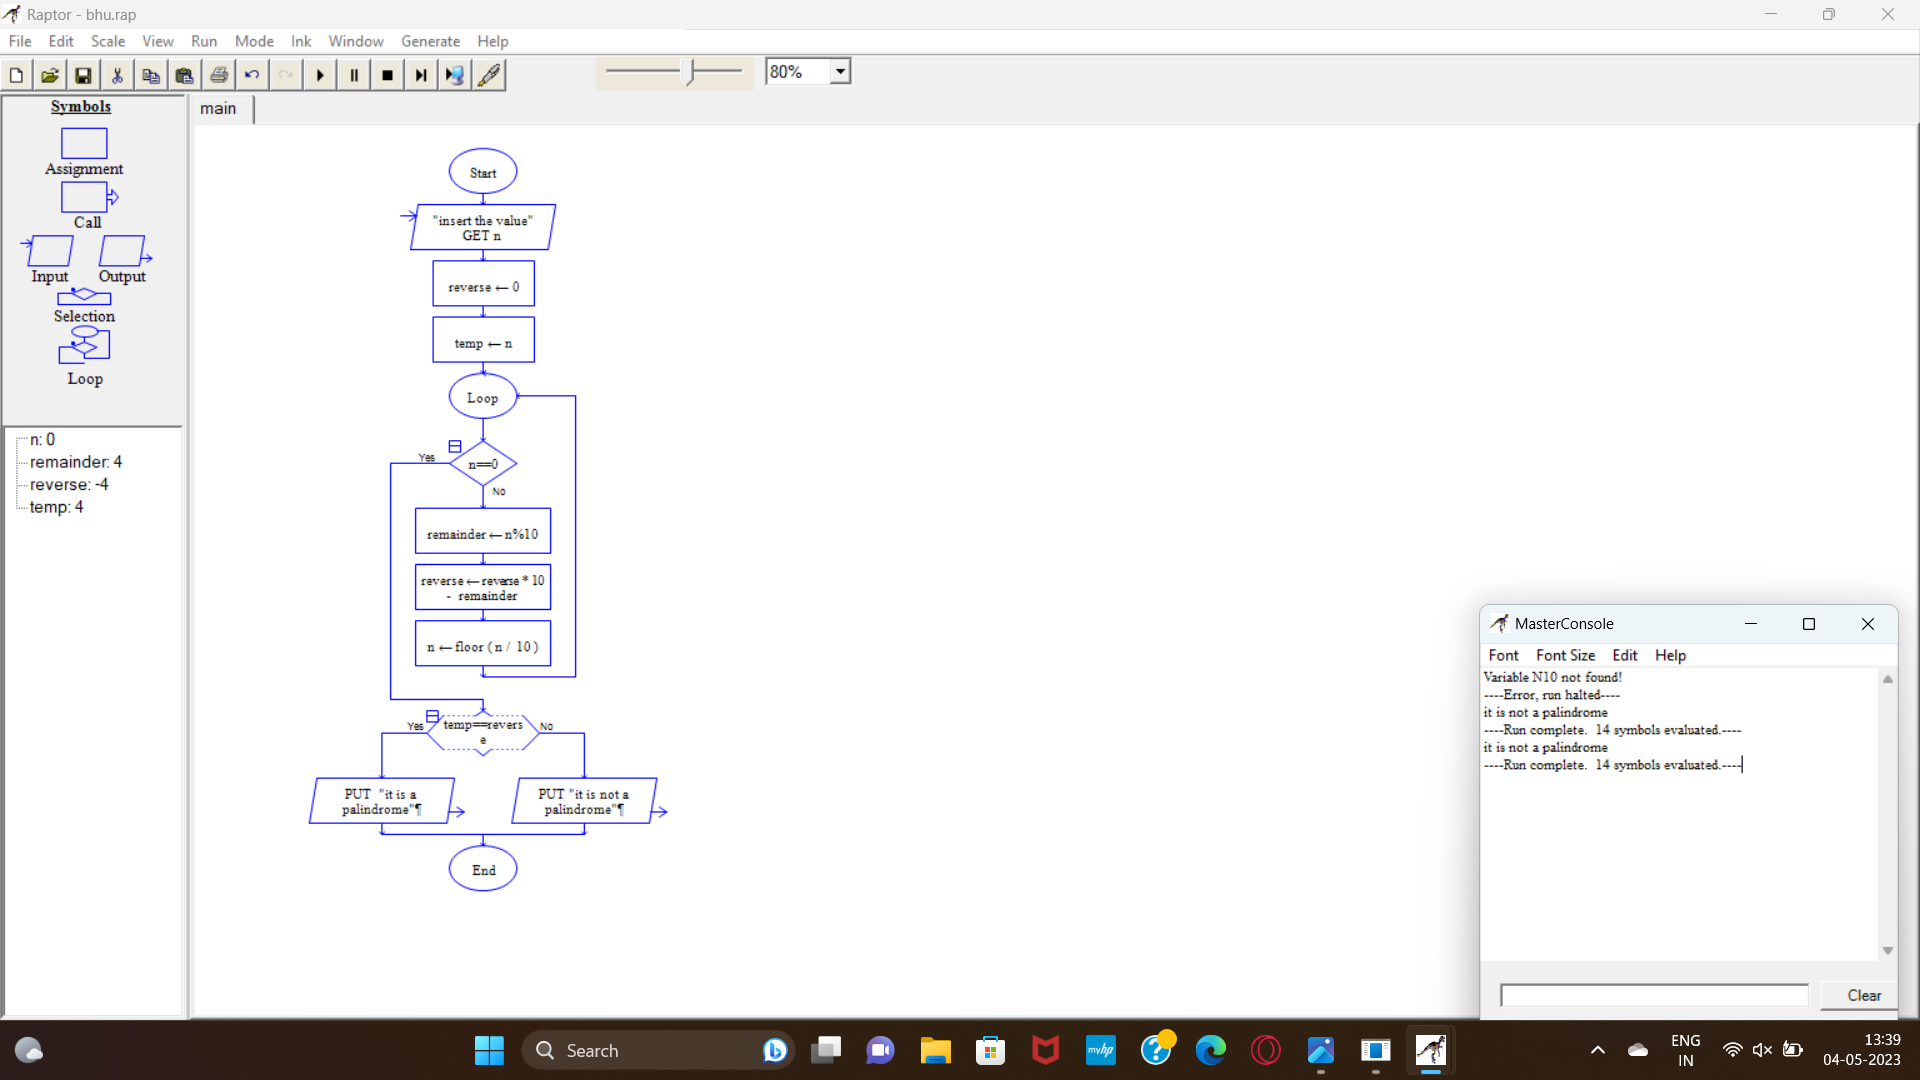 Raptor - bhu.rap
File Edit Scale View Run Mode Ink Window Generate Help
80%
Symbols
Assignment
Call
Input Output
Selection
Loop
n: 0
remainder: 4
reverse: -4
temp: 4
main
Start
"insert the value"
GET n
reverse ← 0
temp ← n
Loop
Yes
n==0
No
remainder ← n%10
reverse ← reverse * 10
- remainder
n ← floor ( n / 10 )
Yes
temp==revers
e
No
PUT "it is a
palindrome"¶
PUT "it is not a
palindrome"¶
End
MasterConsole
Font Font Size Edit Help
Variable N10 not found!
----Error, run halted----
it is not a palindrome
----Run complete. 14 symbols evaluated.----
it is not a palindrome
----Run complete. 14 symbols evaluated.----
Clear
Search
myhp
ENG
IN
13:39
04-05-2023